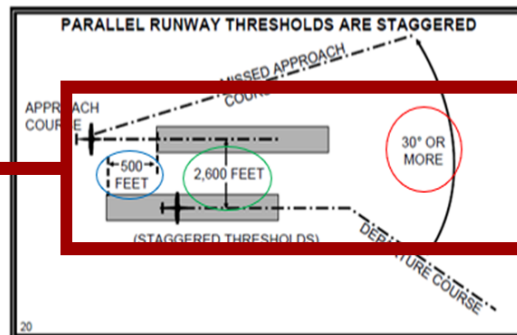 PARALLEL RUNWAY THRESHOLDS ARE STAGGERED
MISSED APPROACH
COURSE
APPROACH
COURSE
30° OR
MORE
500
FEET
2,600 FEET
(STAGGERED THRESHOLDS)
DEPARTURE COURSE
20